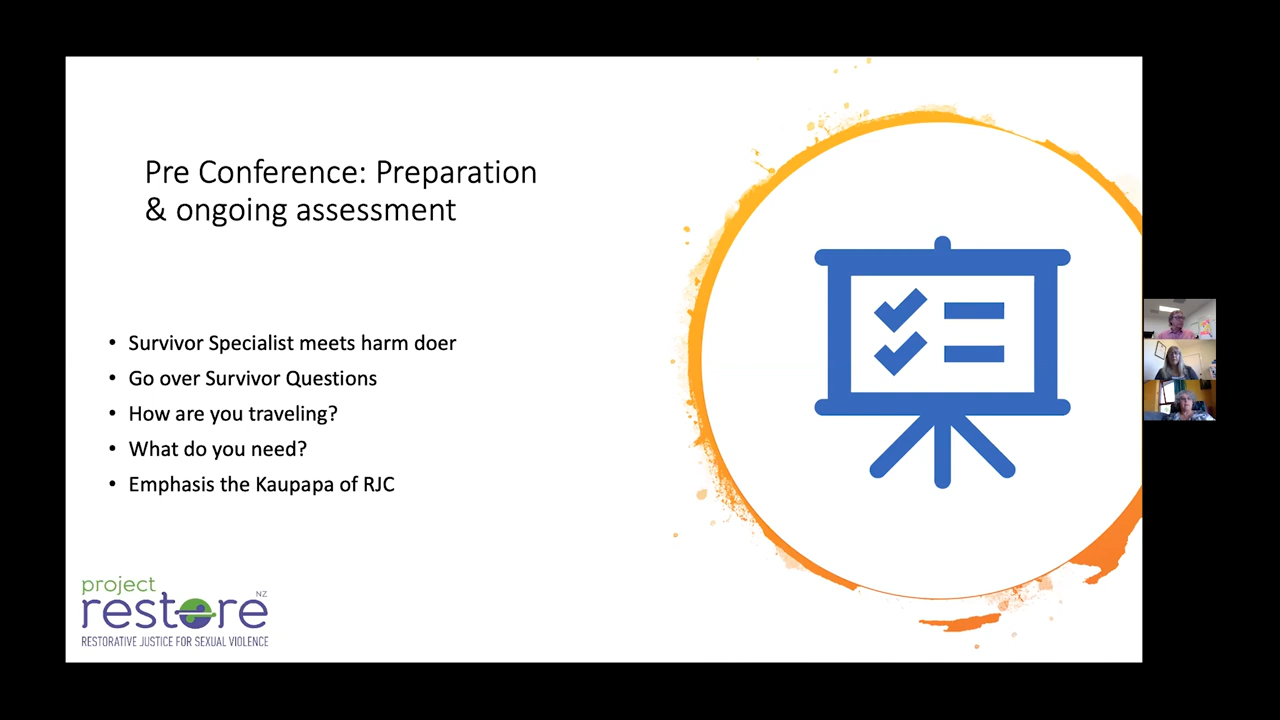 Pre Conference: Preparation
& ongoing assessment
• Survivor Specialist meets harm doer
• Go over Survivor Questions
• How are you traveling?
• What do you need?
• Emphasis the Kaupapa of RJC
project
restore NZ
RESTORATIVE JUSTICE FOR SEXUAL VIOLENCE